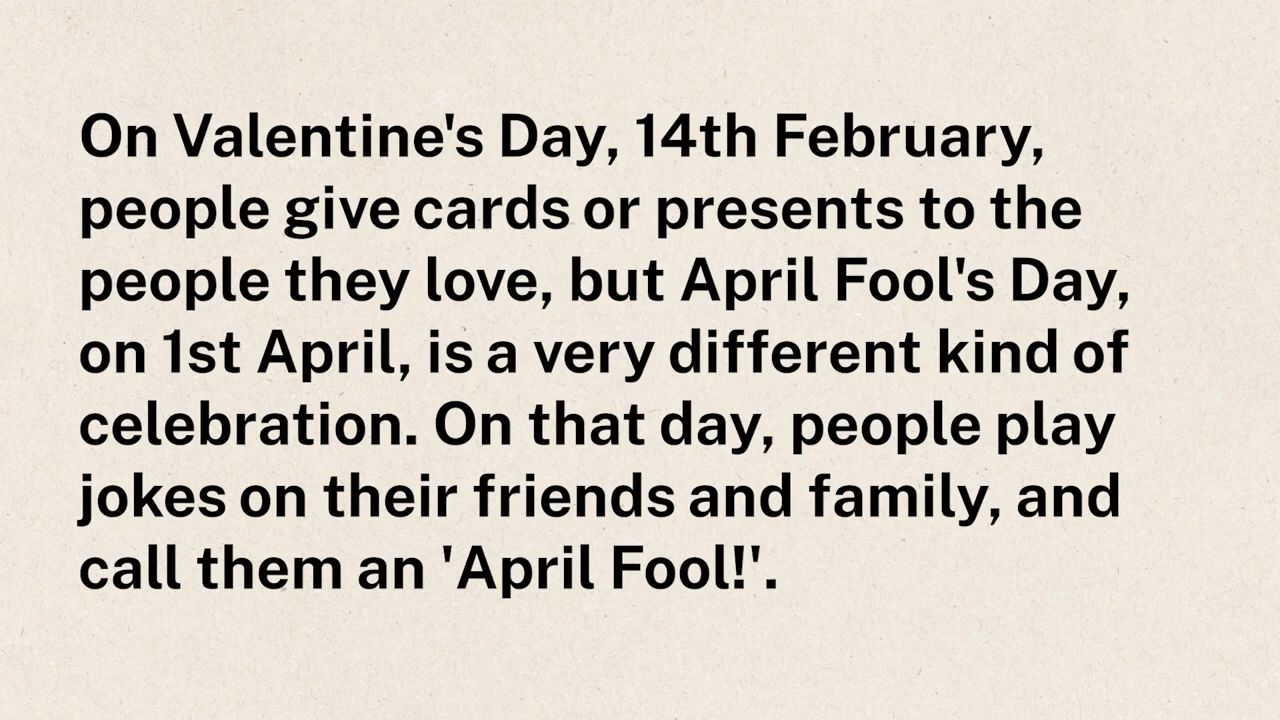 On Valentine's Day, 14th February,
people give cards or presents to the
people they love, but April Fool's Day,
on 1st April, is a very different kind of
celebration. On that day, people play
jokes on their friends and family, and
call them an 'April Fool!'.